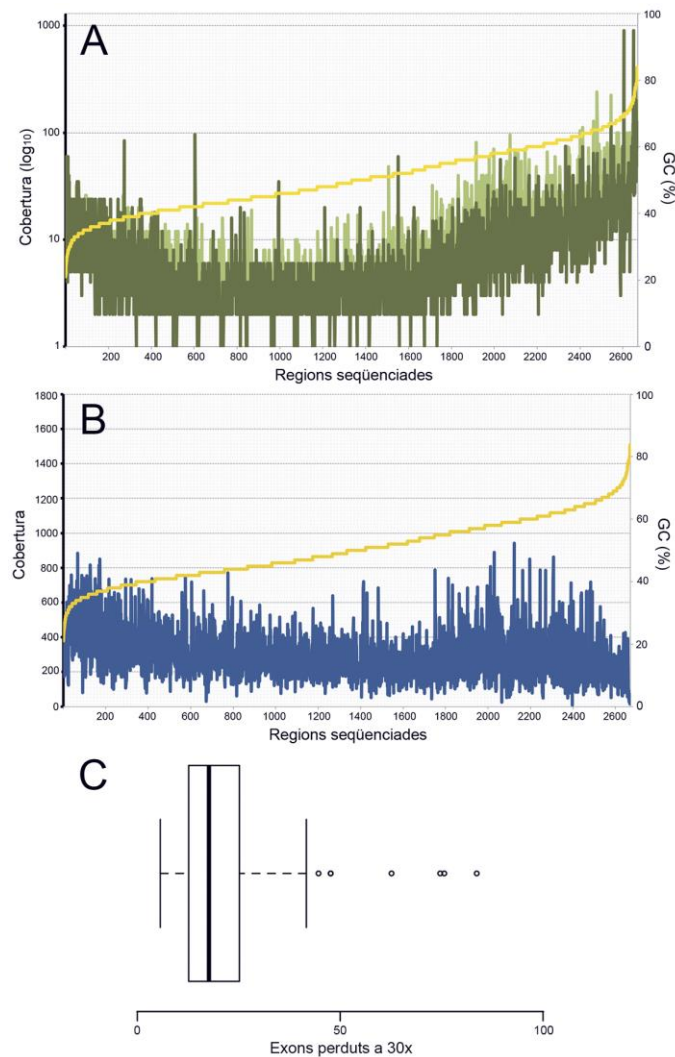 A
1000
100
10
1
Cobertura (log10)
100
80
60
40
20
0
GC (%)
200 400 600 800 1000 1200 1400 1600 1800 2000 2200 2400 2600
Regions seqüenciades
B
1800
1600
1400
1200
1000
800
600
400
200
0
Cobertura
100
80
60
40
20
0
GC (%)
200 400 600 800 1000 1200 1400 1600 1800 2000 2200 2400 2600
Regions seqüenciades
C
0 50 100
Exons perduts a 30x